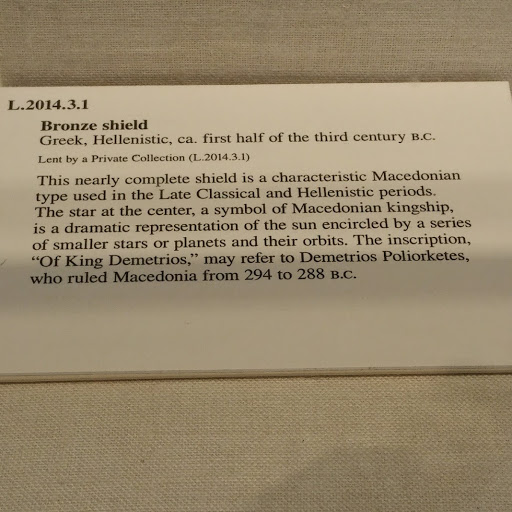 L.2014.3.1
Bronze shield
Greek, Hellenistic, ca. first half of the third century B.C.
Lent by a Private Collection (L.2014.3.1)
This nearly complete shield is a characteristic Macedonian
type used in the Late Classical and Hellenistic periods.
The star at the center, a symbol of Macedonian kingship,
is a dramatic representation of the sun encircled by a series
of smaller stars or planets and their orbits. The inscription,
“Of King Demetrios,” may refer to Demetrios Poliorketes,
who ruled Macedonia from 294 to 288 B.C.